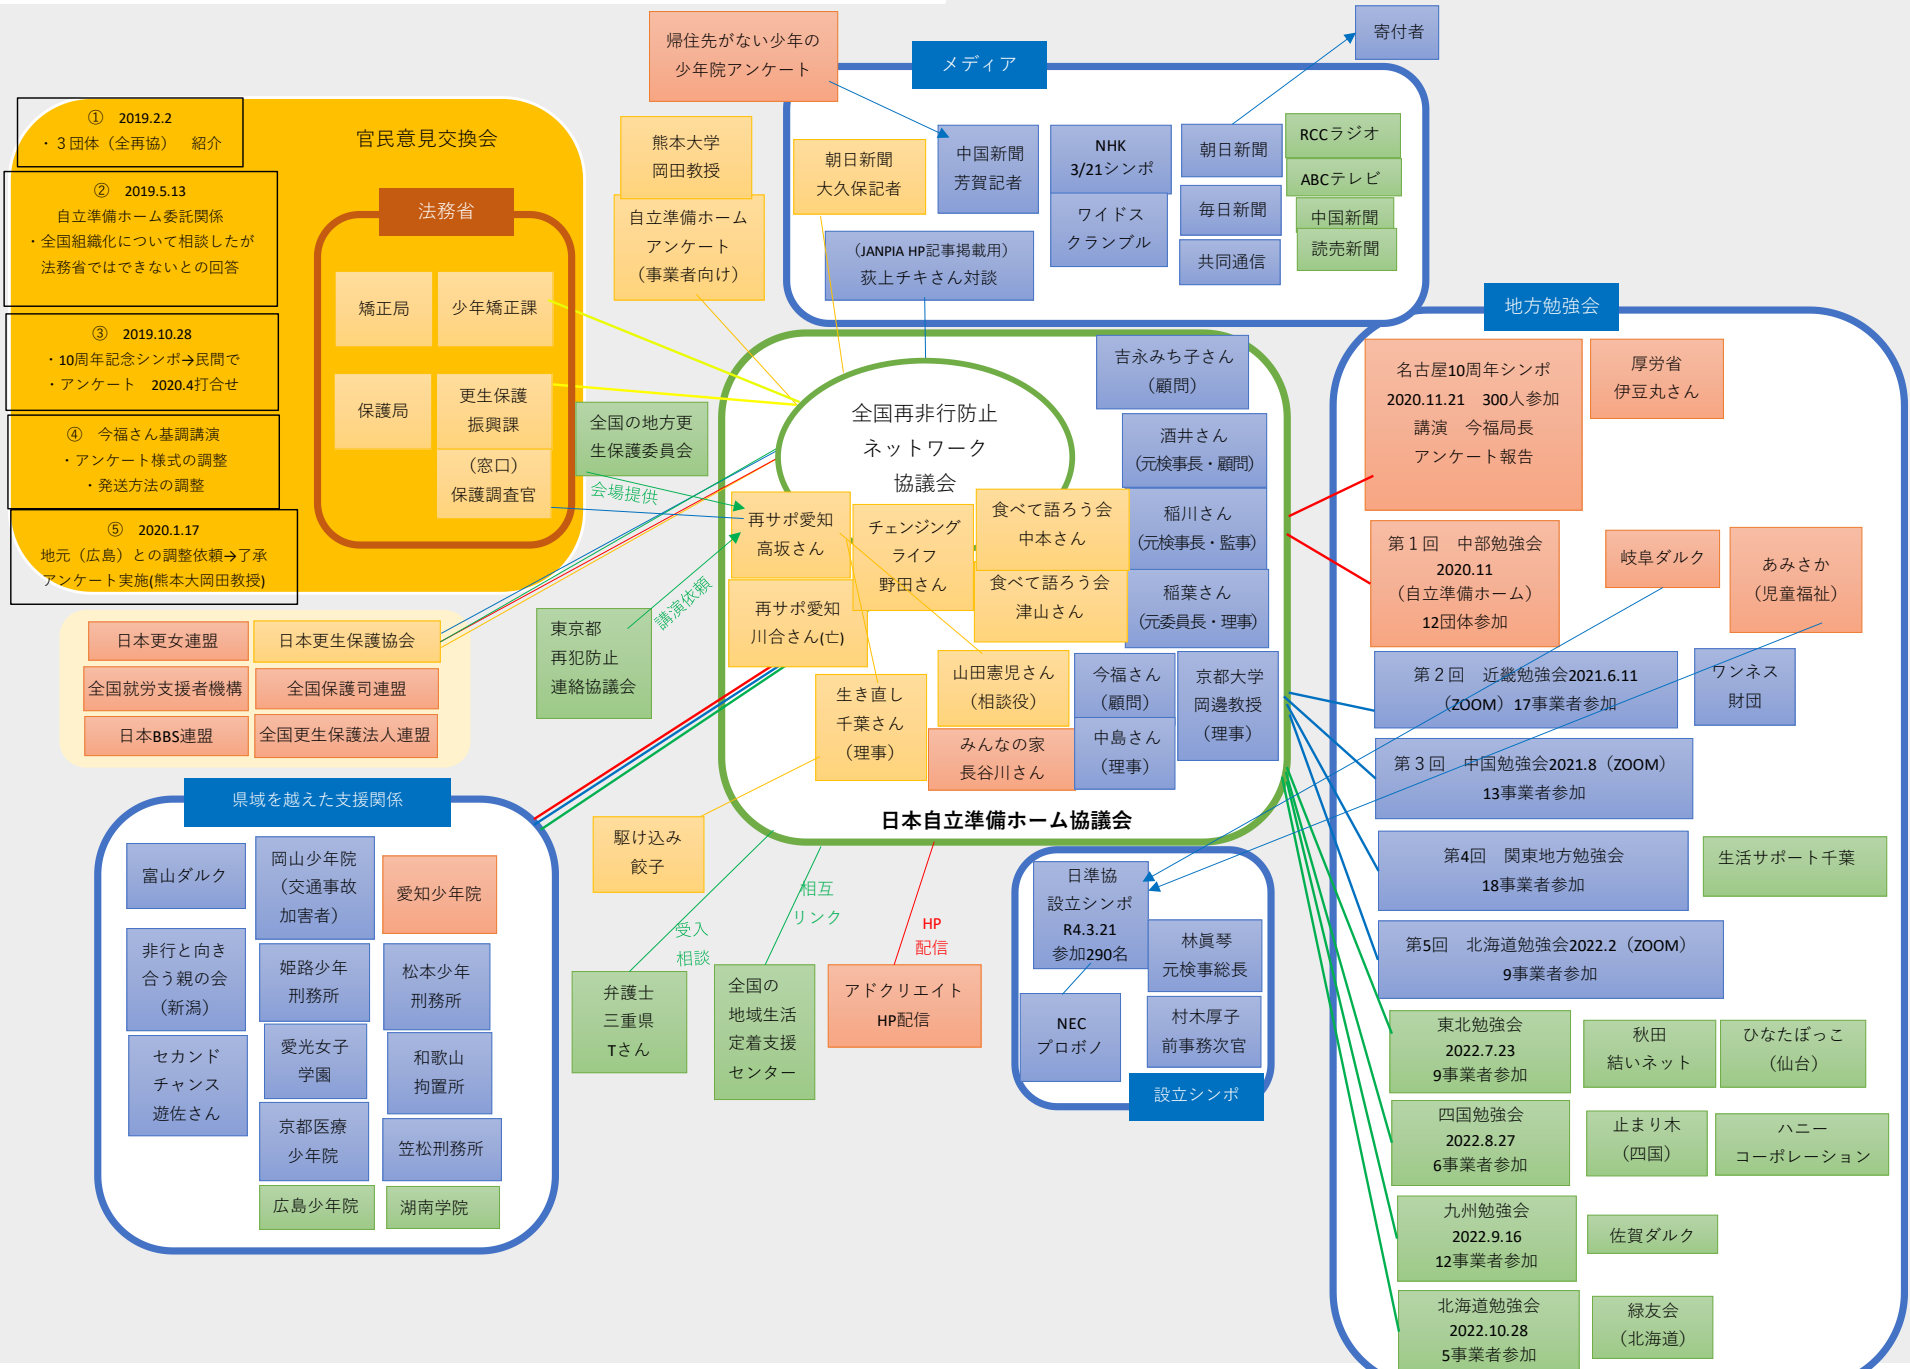 ① 2019.2.2
・３団体（全再協） 紹介
② 2019.5.13
自立準備ホーム委託関係
・全国組織化について相談したが
法務省ではできないとの回答
③ 2019.10.28
・10周年記念シンポ→民間で
・アンケート 2020.4打合せ
④ 今福さん基調講演
・アンケート様式の調整
・発送方法の調整
⑤ 2020.1.17
地元（広島）との調整依頼→了承
アンケート実施(熊本大岡田教授)
官民意見交換会
法務省
矯正局
少年矯正課
保護局
更生保護
振興課
（窓口）
保護調査官
日本更女連盟
日本更生保護協会
全国就労支援者機構
全国保護司連盟
日本BBS連盟
全国更生保護法人連盟
県域を越えた支援関係
富山ダルク
岡山少年院
（交通事故
加害者）
愛知少年院
非行と向き
合う親の会
（新潟）
姫路少年
刑務所
松本少年
刑務所
セカンド
チャンス
遊佐さん
愛光女子
学園
和歌山
拘置所
京都医療
少年院
笠松刑務所
広島少年院
湖南学院
帰住先がない少年の
少年院アンケート
熊本大学
岡田教授
自立準備ホーム
アンケート
（事業者向け）
メディア
寄付者
朝日新聞
大久保記者
中国新聞
芳賀記者
NHK
3/21シンポ
ワイドス
クランブル
朝日新聞
毎日新聞
共同通信
RCCラジオ
ABCテレビ
中国新聞
読売新聞
（JANPIA HP記事掲載用）
荻上チキさん対談
全国の地方更
生保護委員会
会場提供
東京都
再犯防止
連絡協議会
講演依頼
全国再非行防止
ネットワーク
協議会
吉永みち子さん
（顧問）
酒井さん
（元検事長・顧問）
稲川さん
（元検事長・監事）
稲葉さん
（元委員長・理事）
再サポ愛知
高坂さん
チェンジング
ライフ
野田さん
食べて語ろう会
中本さん
食べて語ろう会
津山さん
再サポ愛知
川合さん(亡)
生き直し
千葉さん
（理事）
山田憲児さん
（相談役）
今福さん
（顧問）
京都大学
岡邊教授
（理事）
みんなの家
長谷川さん
中島さん
（理事）
日本自立準備ホーム協議会
駆け込み
餃子
受入
相談
相互
リンク
HP
配信
弁護士
三重県
Tさん
全国の
地域生活
定着支援
センター
アドクリエイト
HP配信
日準協
設立シンポ
R4.3.21
参加290名
林眞琴
元検事総長
NEC
プロボノ
村木厚子
前事務次官
設立シンポ
地方勉強会
名古屋10周年シンポ
2020.11.21 300人参加
講演 今福局長
アンケート報告
厚労省
伊豆丸さん
第１回 中部勉強会
2020.11
（自立準備ホーム）
12団体参加
岐阜ダルク
あみさか
（児童福祉）
第２回 近畿勉強会2021.6.11
（ZOOM）17事業者参加
ワンネス
財団
第３回 中国勉強会2021.8（ZOOM）
13事業者参加
第4回 関東地方勉強会
18事業者参加
生活サポート千葉
第5回 北海道勉強会2022.2（ZOOM）
9事業者参加
東北勉強会
2022.7.23
9事業者参加
秋田
結いネット
ひなたぼっこ
（仙台）
四国勉強会
2022.8.27
6事業者参加
止まり木
（四国）
ハニー
コーポレーション
九州勉強会
2022.9.16
12事業者参加
佐賀ダルク
北海道勉強会
2022.10.28
5事業者参加
緑友会
（北海道）